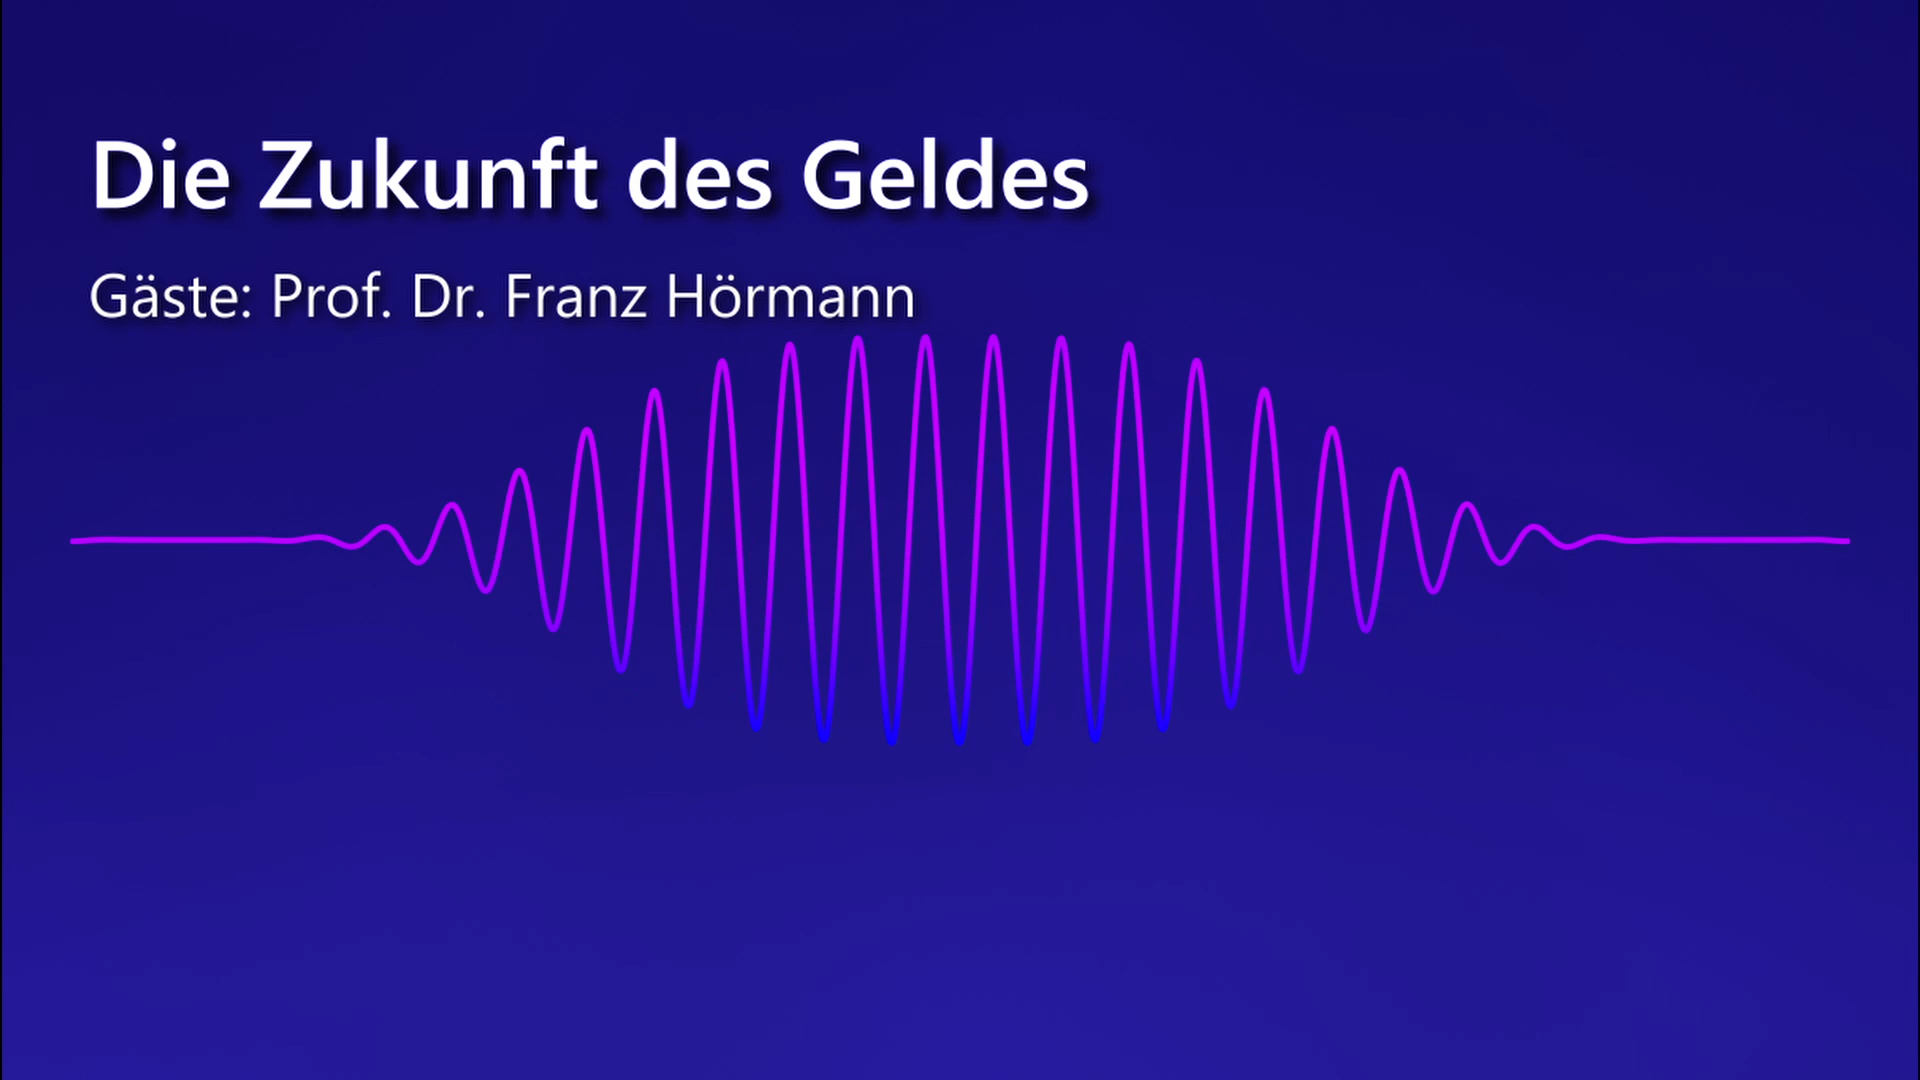 Die Zukunft des Geldes
Gäste: Prof. Dr. Franz Hörmann